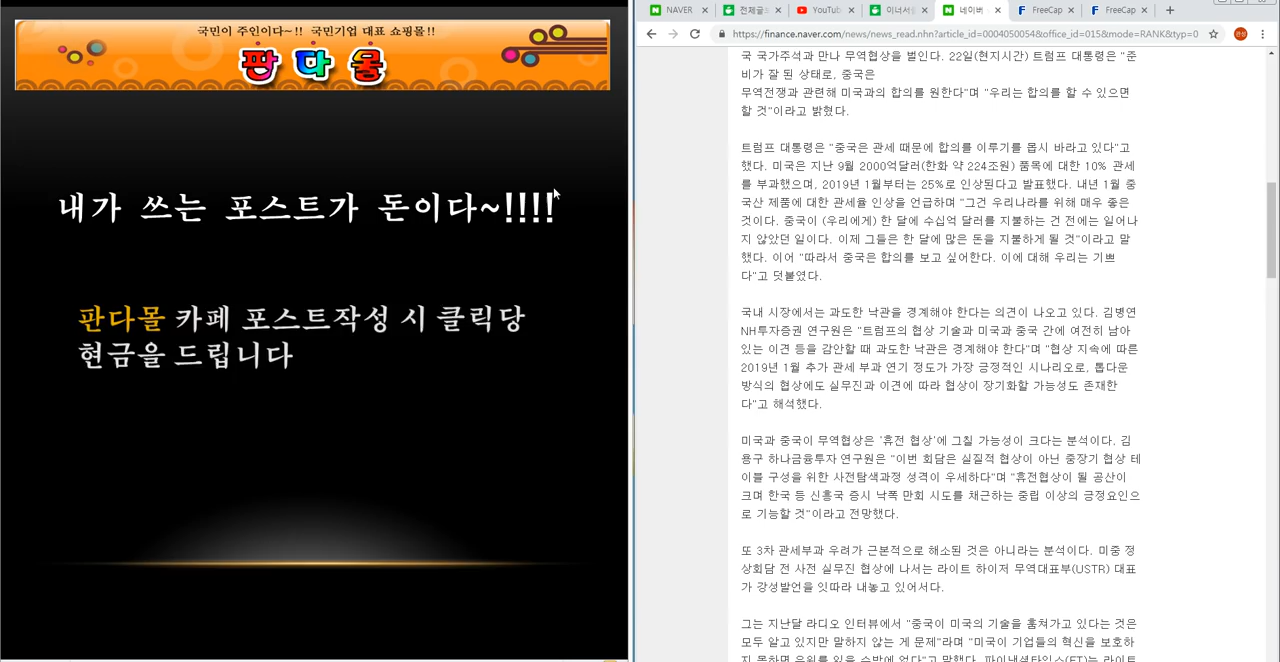 국민이 주인이다~!! 국민기업 대표 쇼핑몰!!
판다몰
내가 쓰는 포스트가 돈이다~!!!!
판다몰 카페 포스트작성 시 클릭당
현금을 드립니다
NAVER
전체글
YouTub
이너서
네이버
FreeCap
FreeCap
https://finance.naver.com/news/news_read.nhn?article_id=0004050054&office_id=015&mode=RANK&typ=0
국 국가주석과 만나 무역협상을 벌인다. 22일(현지시간) 트럼프 대통령은 "준
비가 잘 된 상태로, 중국은
무역전쟁과 관련해 미국과의 합의를 원한다"며 "우리는 합의를 할 수 있으면
할 것"이라고 밝혔다.
트럼프 대통령은 "중국은 관세 때문에 합의를 이루기를 몹시 바라고 있다"고
했다. 미국은 지난 9월 2000억달러(한화 약 224조원) 품목에 대한 10% 관세
를 부과했으며, 2019년 1월부터는 25%로 인상된다고 발표했다. 내년 1월 중
국산 제품에 대한 관세율 인상을 언급하며 "그건 우리나라를 위해 매우 좋은
것이다. 중국이 (우리에게) 한 달에 수십억 달러를 지불하는 건 전에는 일어나
지 않았던 일이다. 이제 그들은 한 달에 많은 돈을 지불하게 될 것"이라고 말
했다. 이어 "따라서 중국은 합의를 보고 싶어한다. 이에 대해 우리는 기쁘
다"고 덧붙였다.
국내 시장에서는 과도한 낙관을 경계해야 한다는 의견이 나오고 있다. 김병연
NH투자증권 연구원은 "트럼프의 협상 기술과 미국과 중국 간에 여전히 남아
있는 이견 등을 감안할 때 과도한 낙관은 경계해야 한다"며 "협상 지속에 따른
2019년 1월 추가 관세 부과 연기 정도가 가장 긍정적인 시나리오로, 톱다운
방식의 협상에도 실무진과 이견에 따라 협상이 장기화할 가능성도 존재한
다"고 해석했다.
미국과 중국이 무역협상은 '휴전 협상'에 그칠 가능성이 크다는 분석이다. 김
용구 하나금융투자 연구원은 "이번 회담은 실질적 협상이 아닌 중장기 협상 테
이블 구성을 위한 사전탐색과정 성격이 우세하다"며 "휴전협상이 될 공산이
크며 한국 등 신흥국 증시 낙폭 만회 시도를 채근하는 중립 이상의 긍정요인으
로 기능할 것"이라고 전망했다.
또 3차 관세부과 우려가 근본적으로 해소된 것은 아니라는 분석이다. 미중 정
상회담 전 사전 실무진 협상에 나서는 라이트 하이저 무역대표부(USTR) 대표
가 강성발언을 잇따라 내놓고 있어서다.
그는 지난달 라디오 인터뷰에서 "중국이 미국의 기술을 훔쳐가고 있다는 것은
모두 알고 있지만 말하지 않는 게 문제"라며 "미국이 기업들의 혁신을 보호하
지 못하면 우위를 잃을 수밖에 없다"고 말했다. 파이낸셜타임스(FT)는 라이트